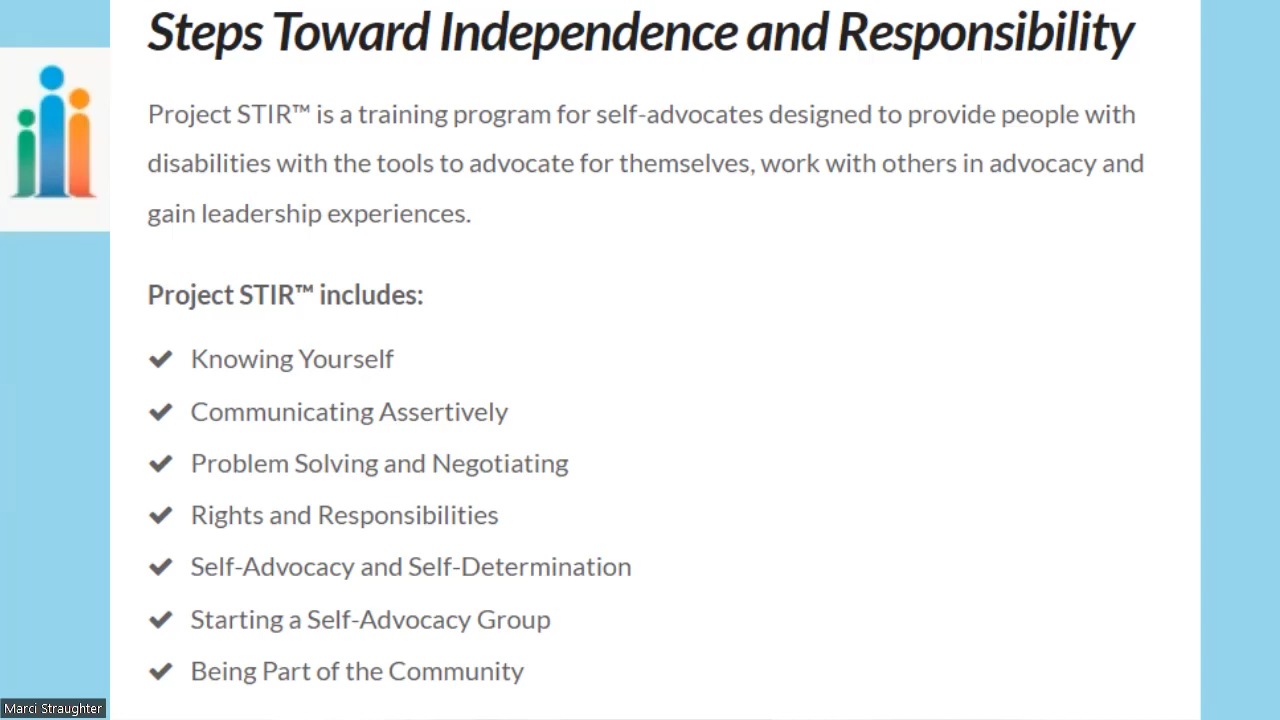 Steps Toward Independence and Responsibility
Project STIR™ is a training program for self-advocates designed to provide people with
disabilities with the tools to advocate for themselves, work with others in advocacy and
gain leadership experiences.
Project STIR™ includes:
✔ Knowing Yourself
✔ Communicating Assertively
✔ Problem Solving and Negotiating
✔ Rights and Responsibilities
✔ Self-Advocacy and Self-Determination
✔ Starting a Self-Advocacy Group
✔ Being Part of the Community
Marci Straughter